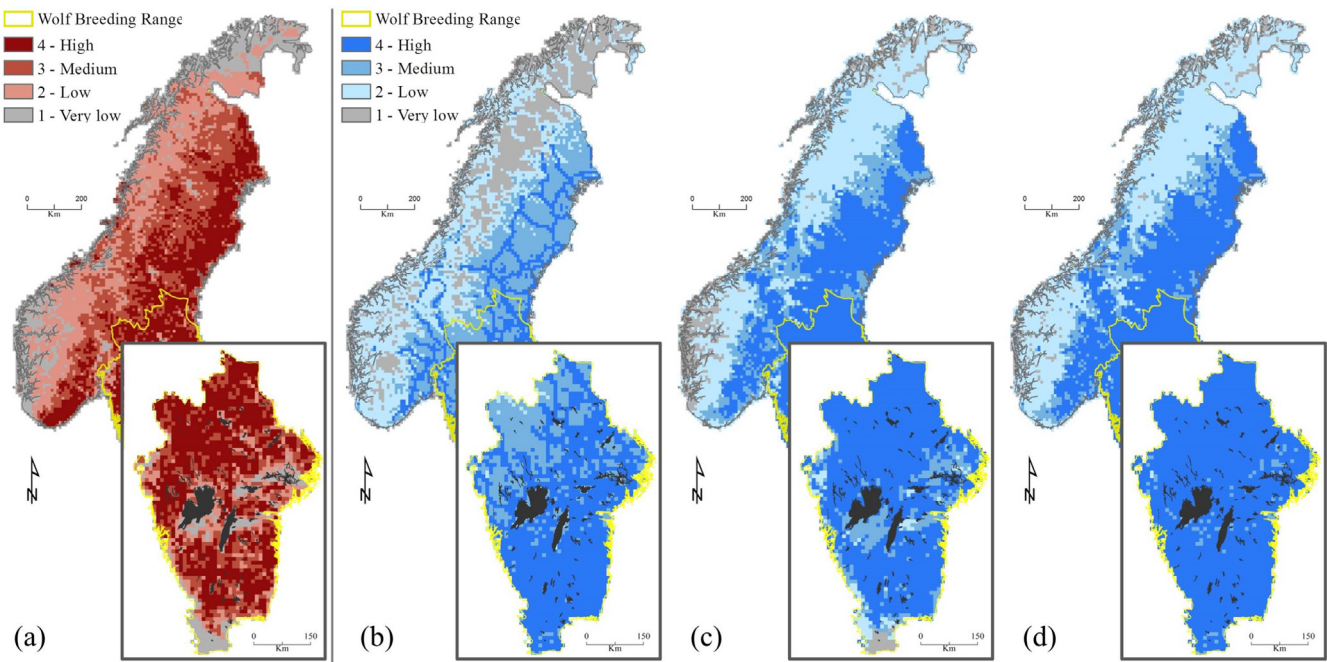 Wolf Breeding Range
4 - High
3 - Medium
2 - Low
1 - Very low
0 200
Km
N
0 150
Km
(a)
Wolf Breeding Range
4 - High
3 - Medium
2 - Low
1 - Very low
0 200
Km
N
0 150
Km
(b)
0 200
Km
N
0 150
Km
(c)
0 200
Km
N
0 150
Km
(d)